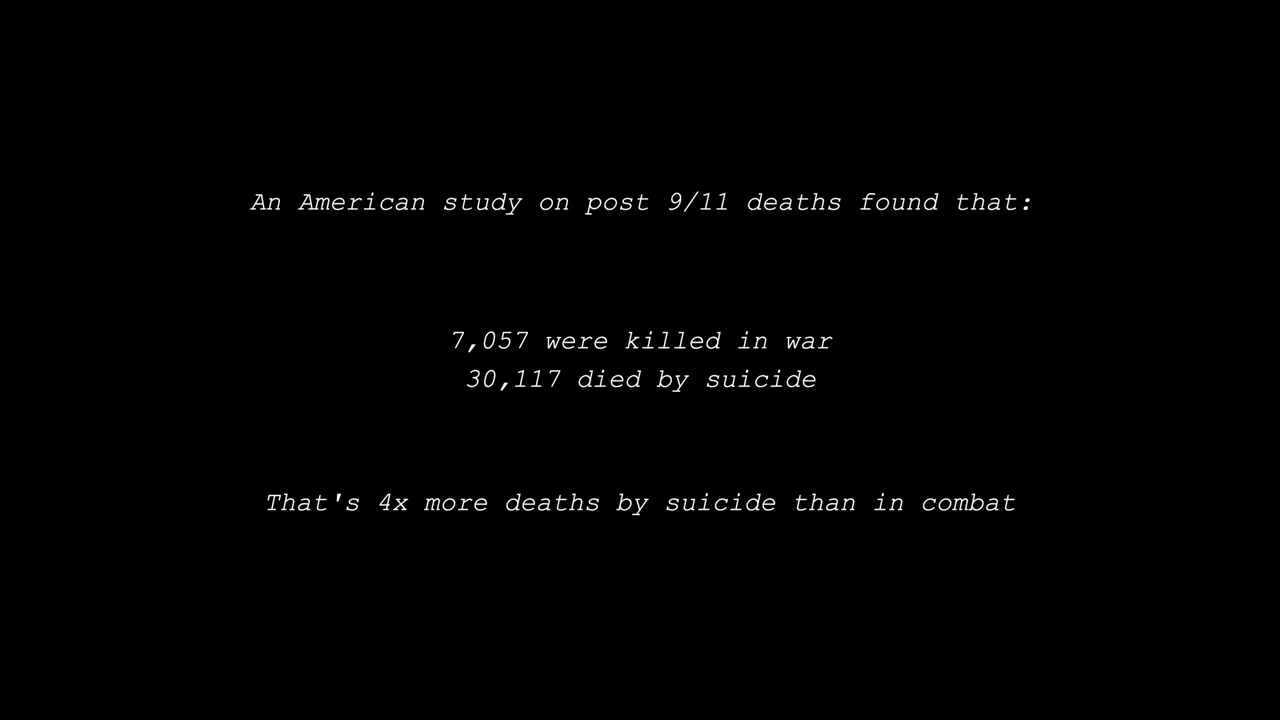 An American study on post 9/11 deaths found that:
7,057 were killed in war
30,117 died by suicide
That's 4x more deaths by suicide than in combat